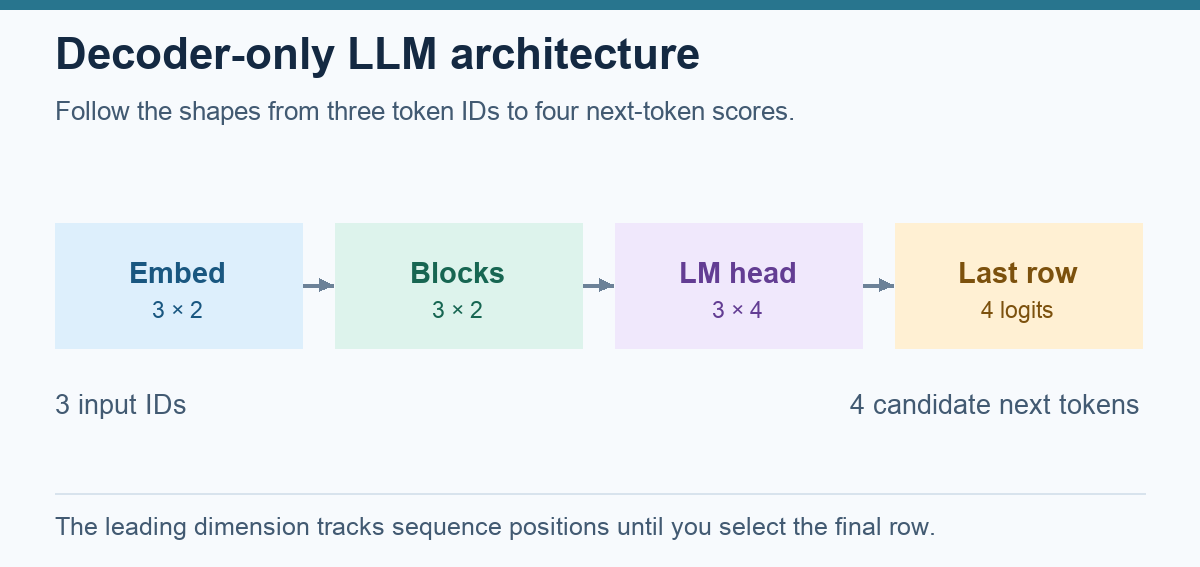 Decoder-only LLM architecture
Follow the shapes from three token IDs to four next-token scores.
Embed
3 × 2
Blocks
3 × 2
LM head
3 × 4
Last row
4 logits
3 input IDs
4 candidate next tokens
The leading dimension tracks sequence positions until you select the final row.